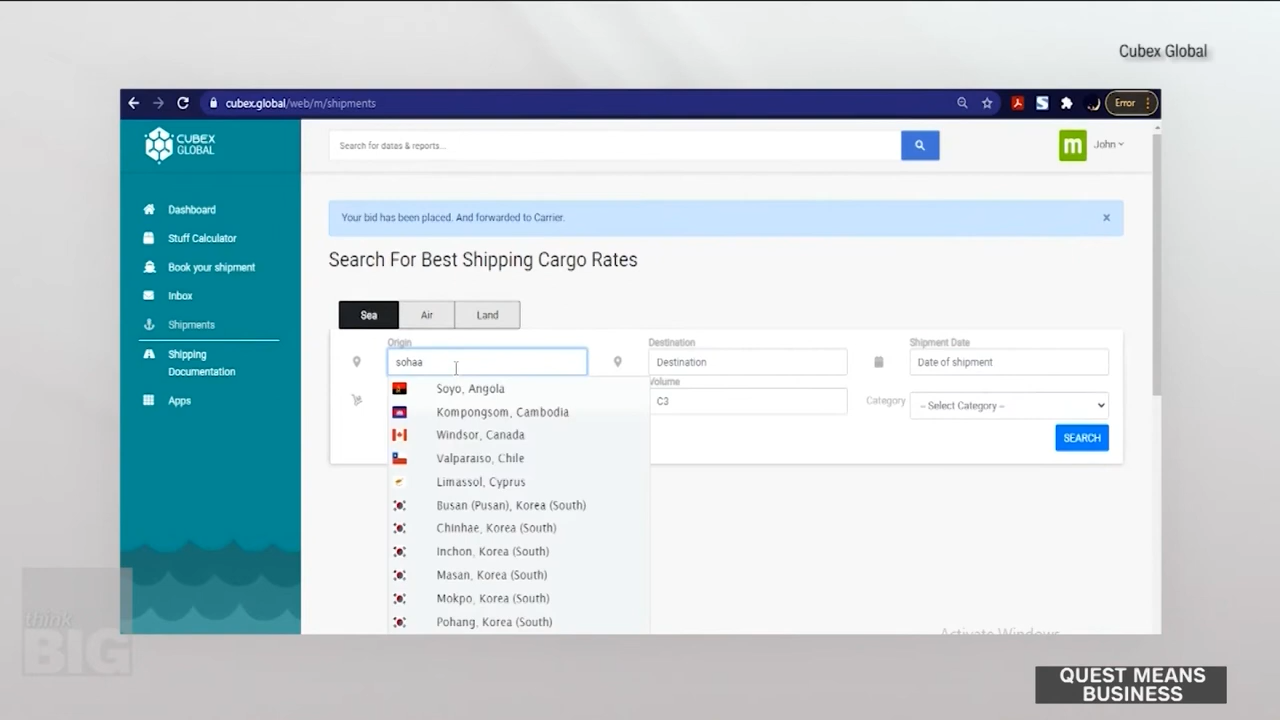 Cubex Global
cubex.global/web/m/shipments
Error
CUBEX
GLOBAL
Search for datas & reports...
m
John
Dashboard
Stuff Calculator
Book your shipment
Inbox
Shipments
Shipping
Documentation
Apps
Your bid has been placed. And forwarded to Carrier.
×
Search For Best Shipping Cargo Rates
Sea
Air
Land
Origin
Destination
Shipment Date
sohaa
Destination
Date of shipment
Volume
C3
Category
-- Select Category --
SEARCH
Soyo, Angola
Kompongsom, Cambodia
Windsor, Canada
Valparaiso, Chile
Limassol, Cyprus
Busan (Pusan), Korea (South)
Chinhae, Korea (South)
Inchon, Korea (South)
Masan, Korea (South)
Mokpo, Korea (South)
Pohang, Korea (South)
Activate Windows
think
BIG
QUEST MEANS
BUSINESS